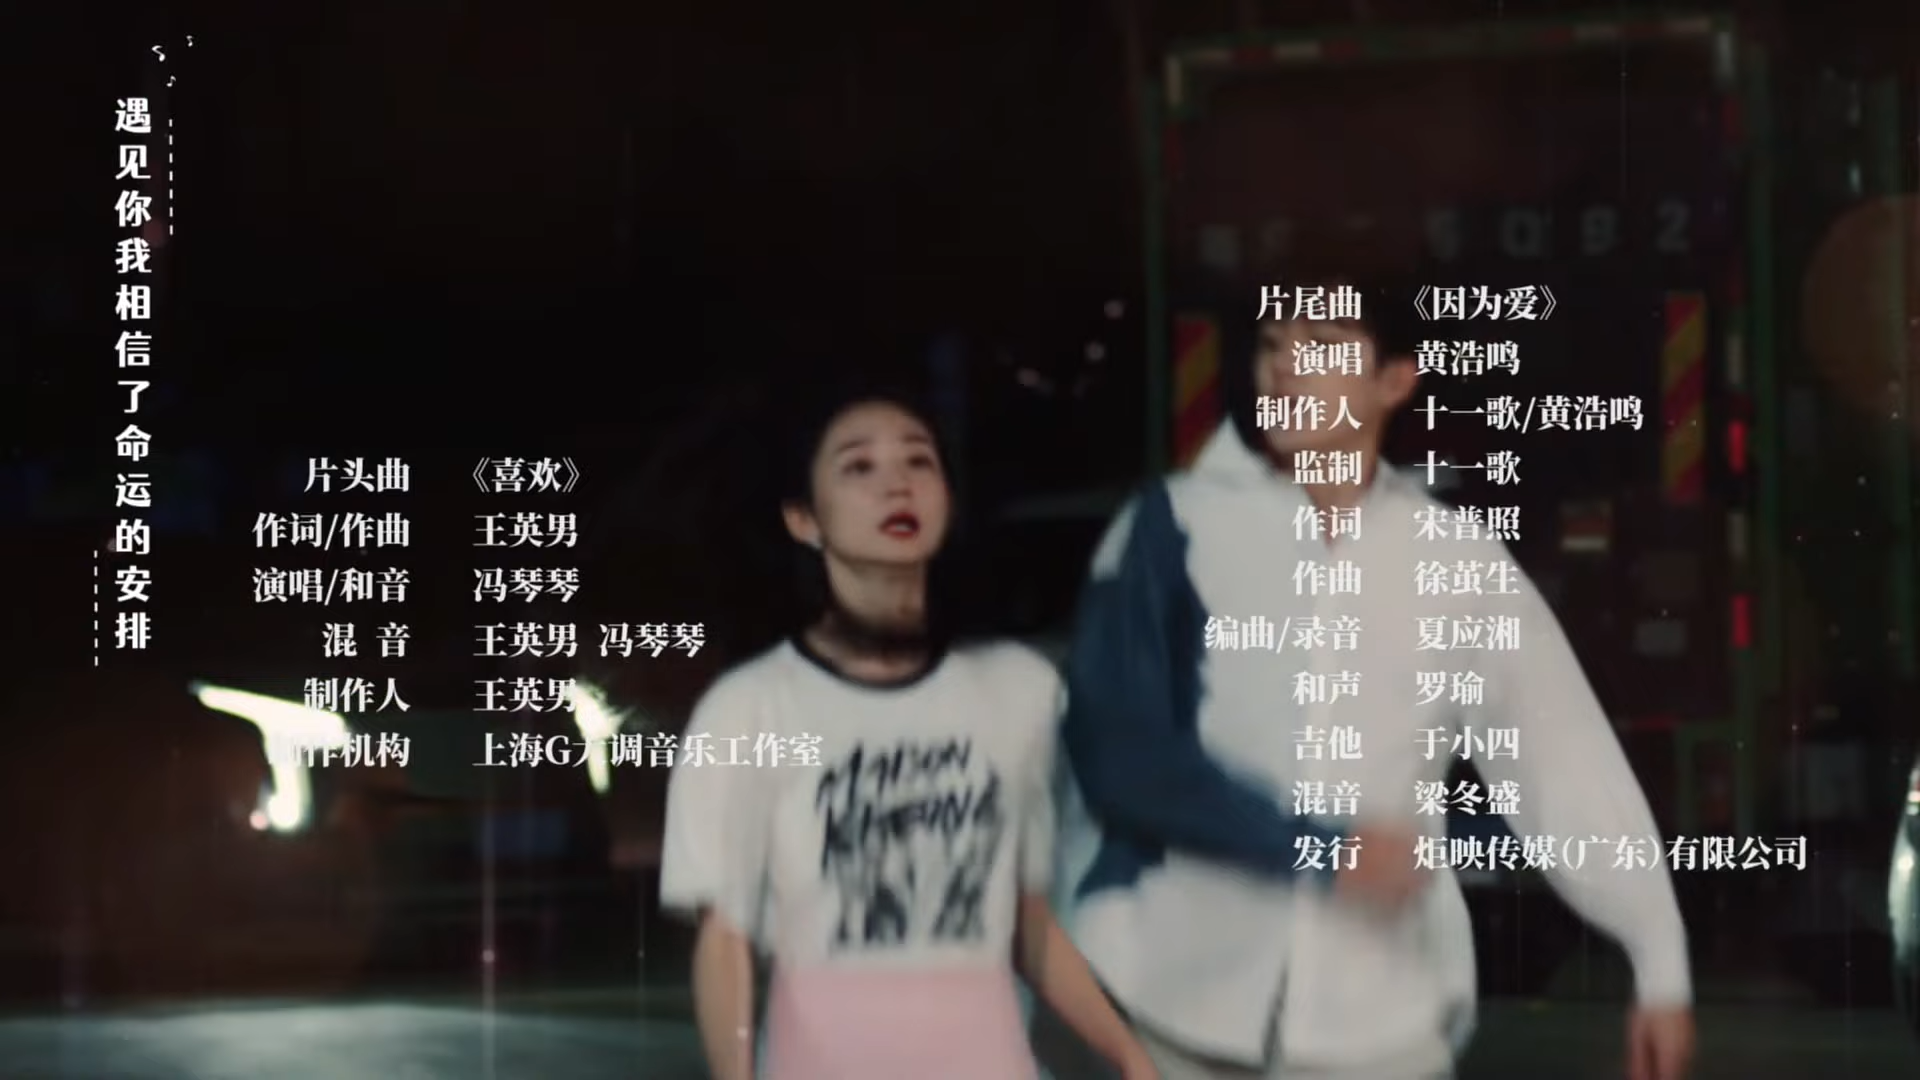 遇见你我相信了命运的安排
片头曲 《喜欢》
作词/作曲 王英男
演唱/和音 冯琴琴
混 音 王英男 冯琴琴
制作人 王英男
制作机构 上海G大调音乐工作室
片尾曲 《因为爱》
演唱 黄浩鸣
制作人 十一歌/黄浩鸣
监制 十一歌
作词 宋普照
作曲 徐茧生
编曲/录音 夏应湘
和声 罗瑜
吉他 于小四
混音 梁冬盛
发行 炬映传媒(广东)有限公司